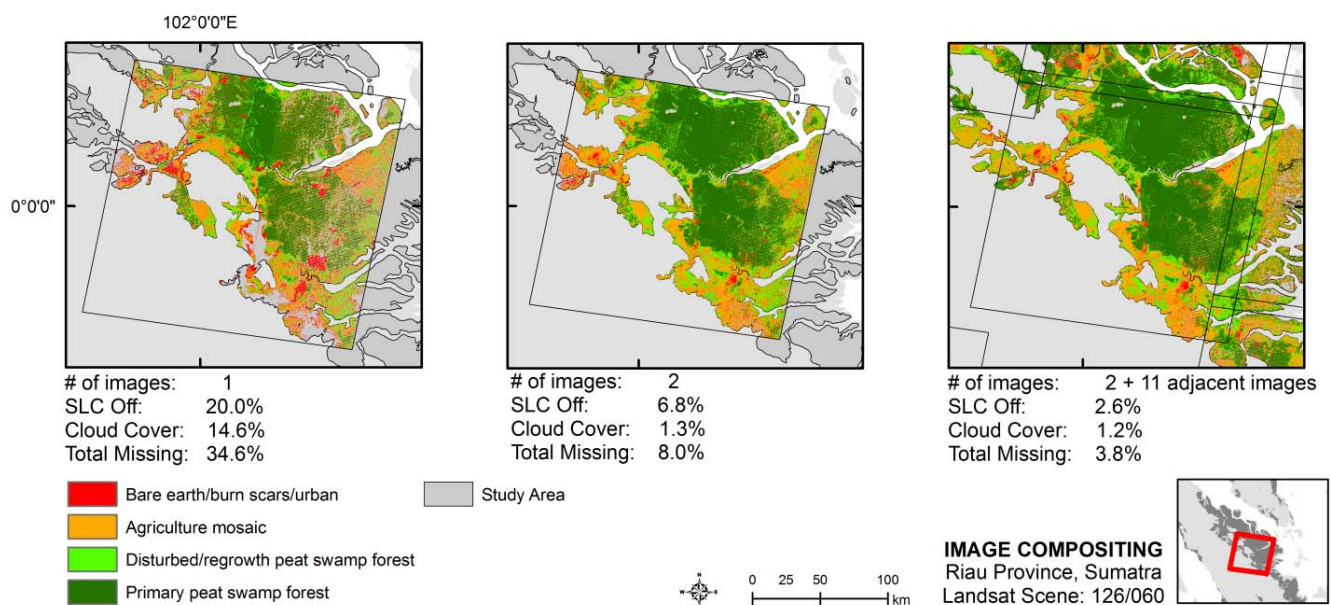 102°0'0"E
0°0'0"
# of images: 1
SLC Off: 20.0%
Cloud Cover: 14.6%
Total Missing: 34.6%
# of images: 2
SLC Off: 6.8%
Cloud Cover: 1.3%
Total Missing: 8.0%
# of images: 2 + 11 adjacent images
SLC Off: 2.6%
Cloud Cover: 1.2%
Total Missing: 3.8%
Bare earth/burn scars/urban
Agriculture mosaic
Disturbed/regrowth peat swamp forest
Primary peat swamp forest
Study Area
N
W E
S
0 25 50 100
km
IMAGE COMPOSITING
Riau Province, Sumatra
Landsat Scene: 126/060